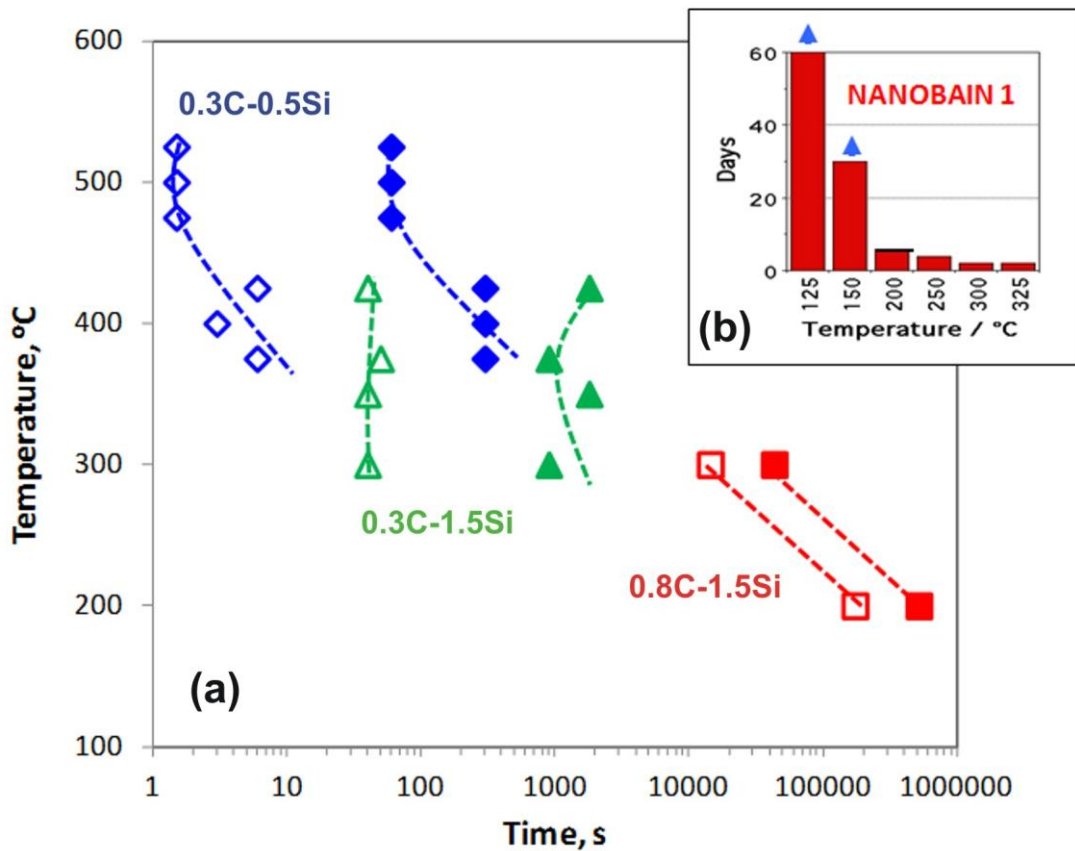 600
500
400
300
200
100
Temperature, ºC
1
10
100
1000
10000
100000
1000000
Time, s
0.3C-0.5Si
0.3C-1.5Si
0.8C-1.5Si
(a)
60
40
20
0
Days
NANOBAIN 1
125
150
200
250
300
325
Temperature / °C
(b)